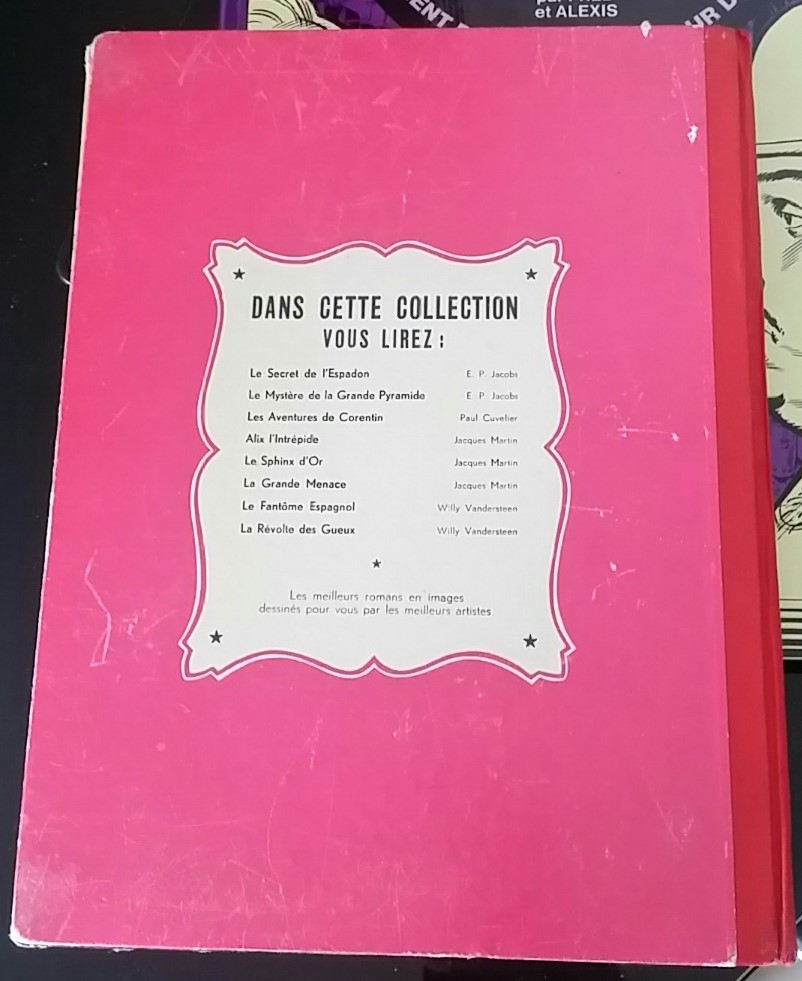 et ALEXIS
DANS CETTE COLLECTION
VOUS LIREZ :
Le Secret de l'Espadon E. P. Jacobs
Le Mystère de la Grande Pyramide E. P. Jacobs
Les Aventures de Corentin Paul Cuvelier
Alix l'Intrépide Jacques Martin
Le Sphinx d'Or Jacques Martin
La Grande Menace Jacques Martin
Le Fantôme Espagnol Willy Vandersteen
La Révolte des Gueux Willy Vandersteen
Les meilleurs romans en images
dessinés pour vous par les meilleurs artistes